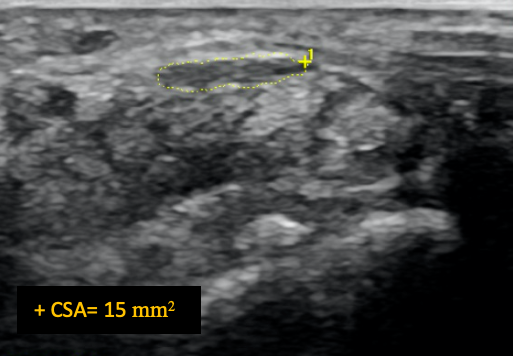 1
+ CSA= 15 mm²